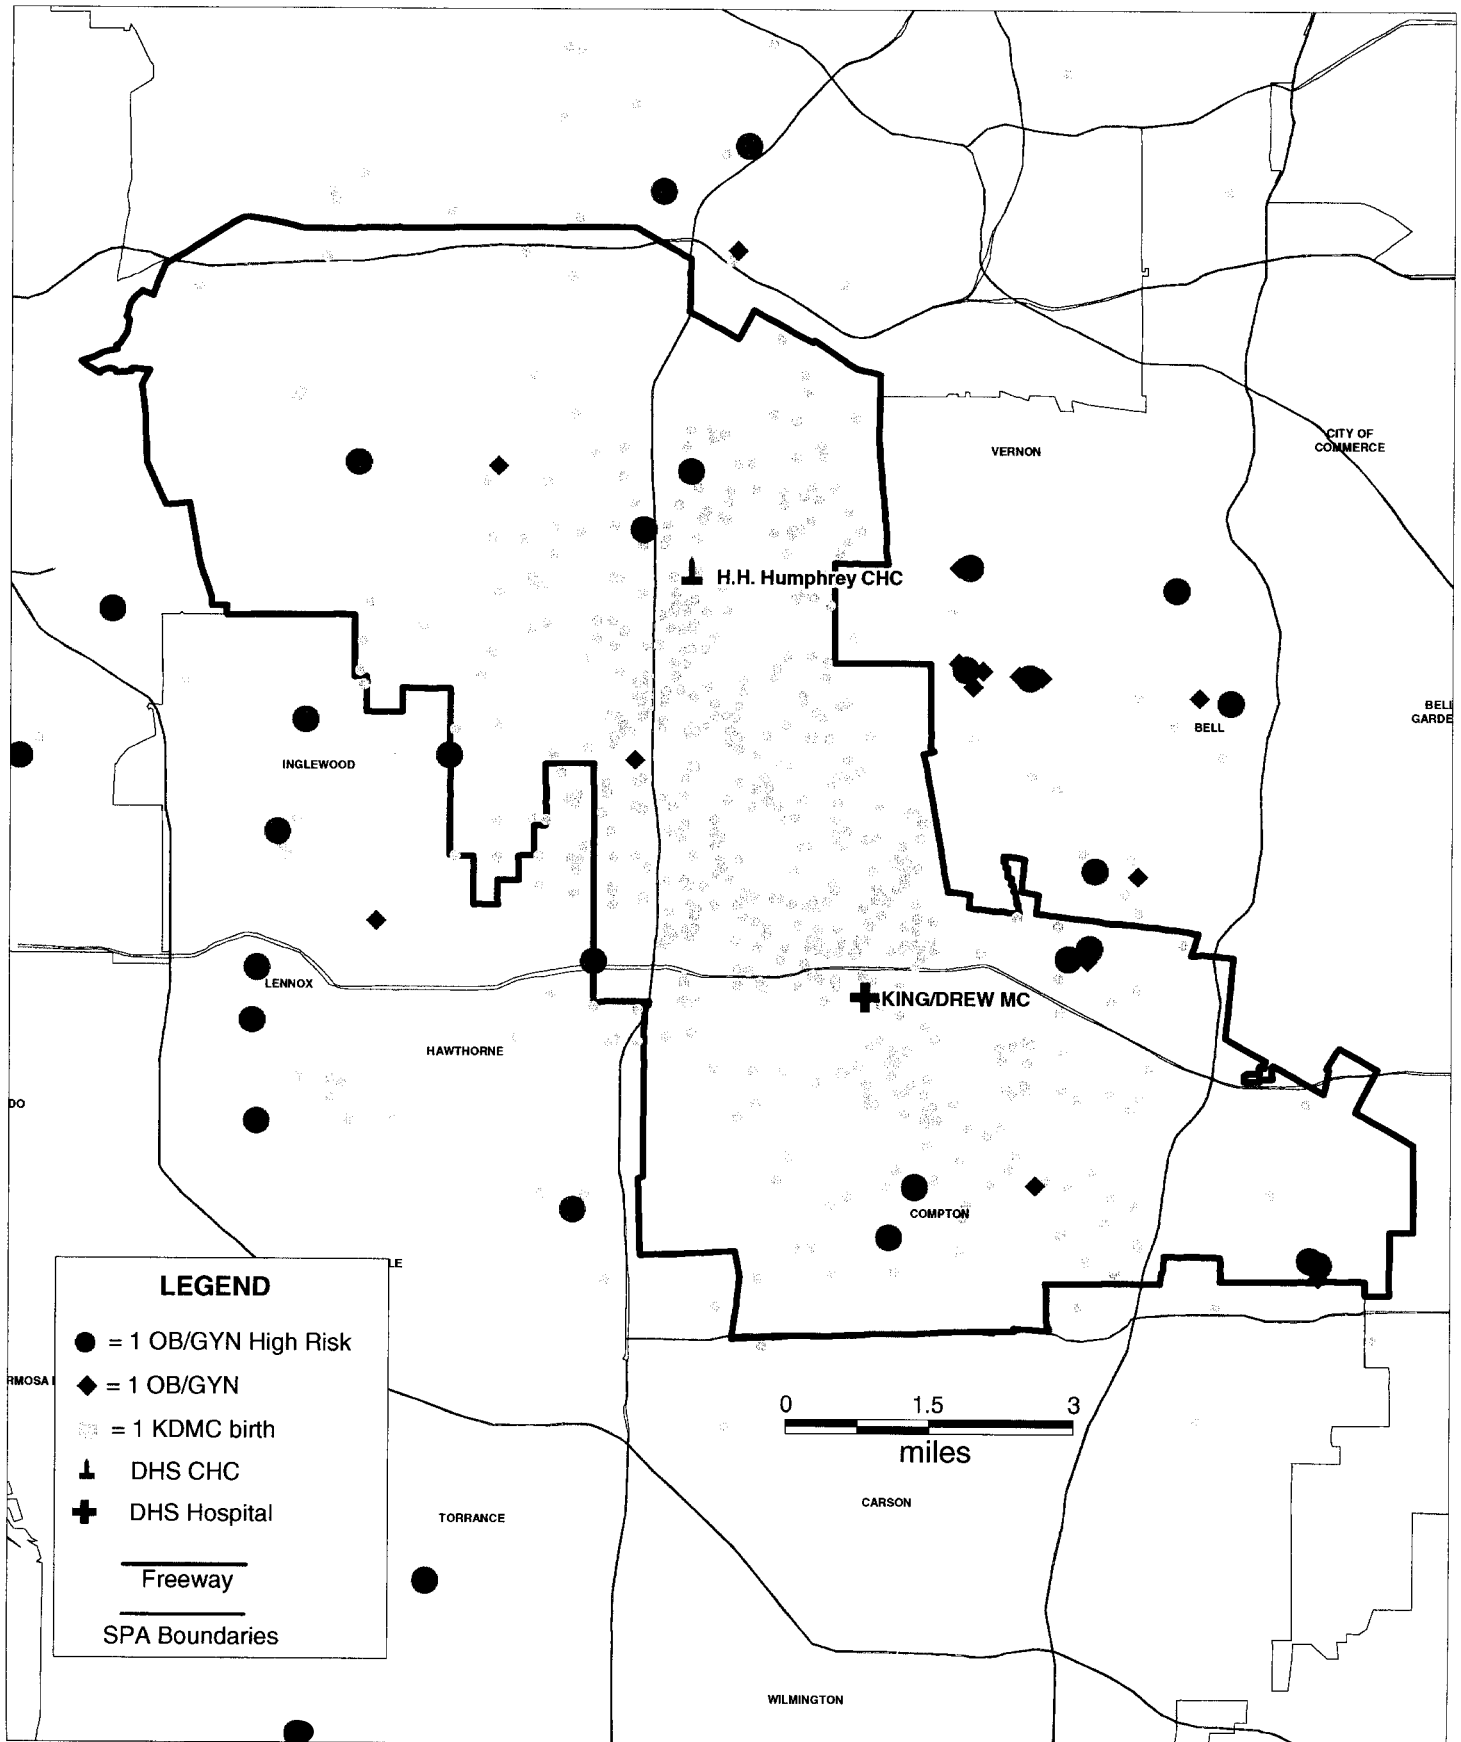 VERNON
CITY OF
COMMERCE
H.H. Humphrey CHC
BELL
GARDE
BELL
INGLEWOOD
LENNOX
KING/DREW MC
HAWTHORNE
DO
COMPTON
LE
LEGEND
= 1 OB/GYN High Risk
= 1 OB/GYN
RMOSA
= 1 KDMC birth
DHS CHC
DHS Hospital
Freeway
SPA Boundaries
0 1.5 3
miles
CARSON
TORRANCE
WILMINGTON